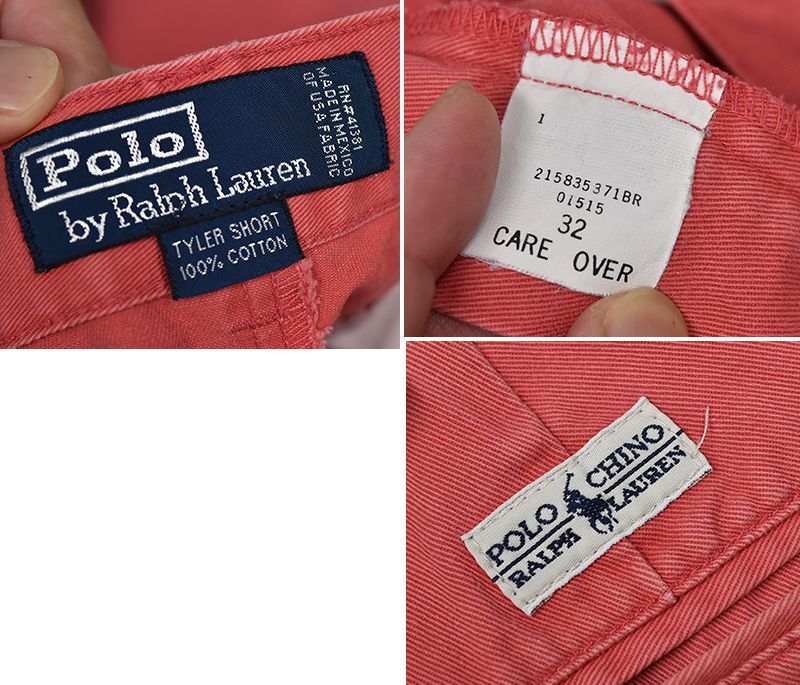 Polo
by Ralph Lauren
RN#41381
MADE IN MEXICO
OF USA FABRIC
TYLER SHORT
100% COTTON
1
215835371BR
01515
32
CARE OVER
POLO CHINO
RALPH LAUREN